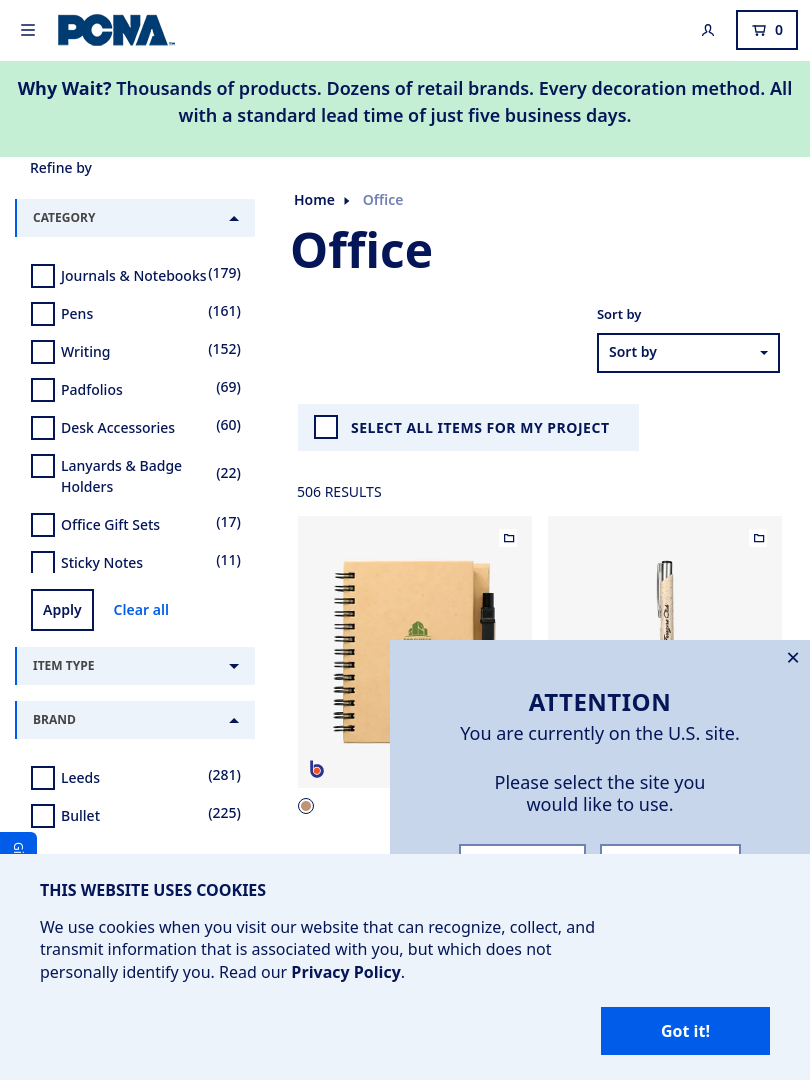 PCNA
0
Why Wait? Thousands of products. Dozens of retail brands. Every decoration method. All
with a standard lead time of just five business days.
Refine by
CATEGORY
Journals & Notebooks (179)
Pens (161)
Writing (152)
Padfolios (69)
Desk Accessories (60)
Lanyards & Badge
Holders (22)
Office Gift Sets (17)
Sticky Notes (11)
Apply Clear all
ITEM TYPE
BRAND
Leeds (281)
Bullet (225)
Home Office
Office
Sort by
Sort by
SELECT ALL ITEMS FOR MY PROJECT
506 RESULTS
b
ATTENTION
You are currently on the U.S. site.
Please select the site you
would like to use.
THIS WEBSITE USES COOKIES
We use cookies when you visit our website that can recognize, collect, and
transmit information that is associated with you, but which does not
personally identify you. Read our Privacy Policy.
Got it!